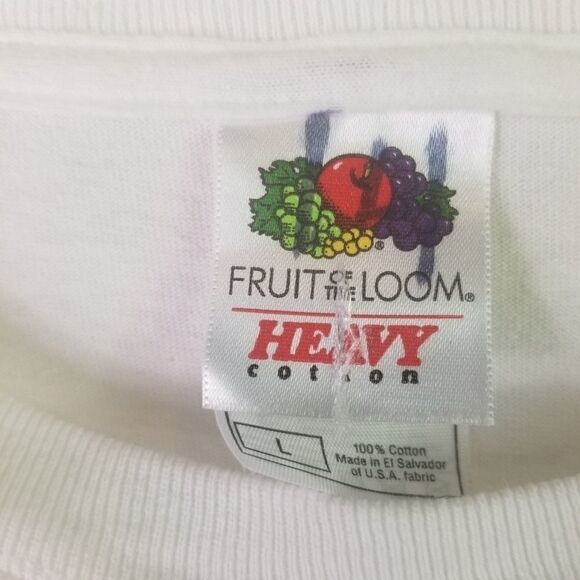 ®
FRUIT OF THE LOOM®
HEAVY
cotton
L
100% Cotton
Made in El Salvador
of U.S.A. fabric